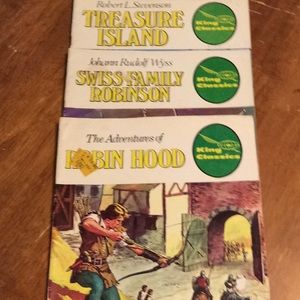 Robert L. Stevenson
TREASURE
ISLAND
King
Classics
Johann Rudolf Wyss
SWISS FAMILY
ROBINSON
King
Classics
The Adventures of
ROBIN HOOD
King
Classics